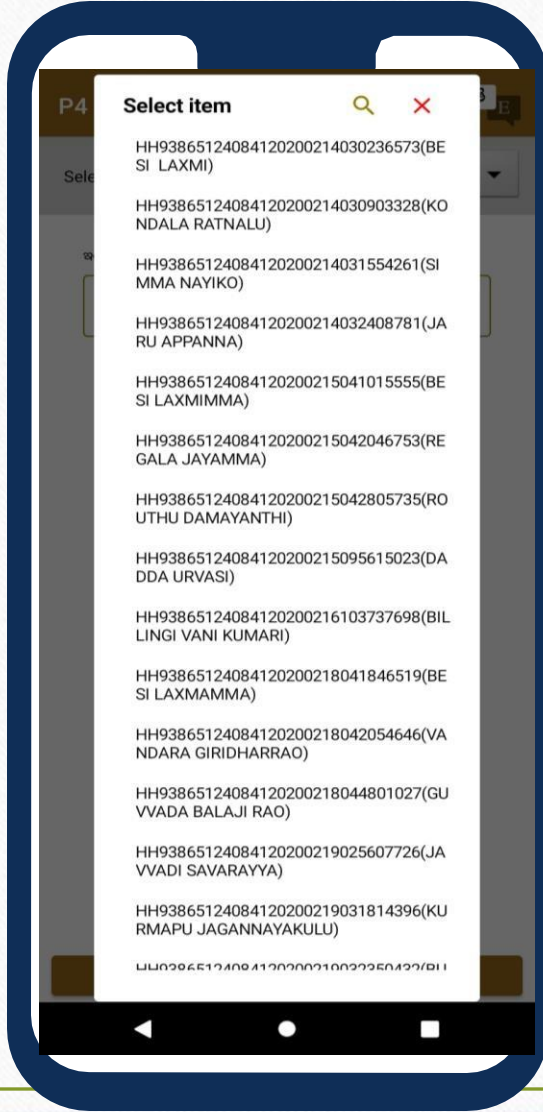 P4
Select item
E
Sele
HH93865124084120200214030236573(BE
SI LAXMI)
HH93865124084120200214030903328(KO
NDALA RATNALU)
HH93865124084120200214031554261(SI
MMA NAYIKO)
HH93865124084120200214032408781(JA
RU APPANNA)
HH93865124084120200215041015555(BE
SI LAXMIMMA)
HH93865124084120200215042046753(RE
GALA JAYAMMA)
HH93865124084120200215042805735(RO
UTHU DAMAYANTHI)
HH93865124084120200215095615023(DA
DDA URVASI)
HH93865124084120200216103737698(BIL
LINGI VANI KUMARI)
HH93865124084120200218041846519(BE
SI LAXMAMMA)
HH93865124084120200218042054646(VA
NDARA GIRIDHARRAO)
HH93865124084120200218044801027(GU
VVADA BALAJI RAO)
HH93865124084120200219025607726(JA
VVADI SAVARAYYA)
HH93865124084120200219031814396(KU
RMAPU JAGANNAYAKULU)
HH93865124084120200219032350432(BU